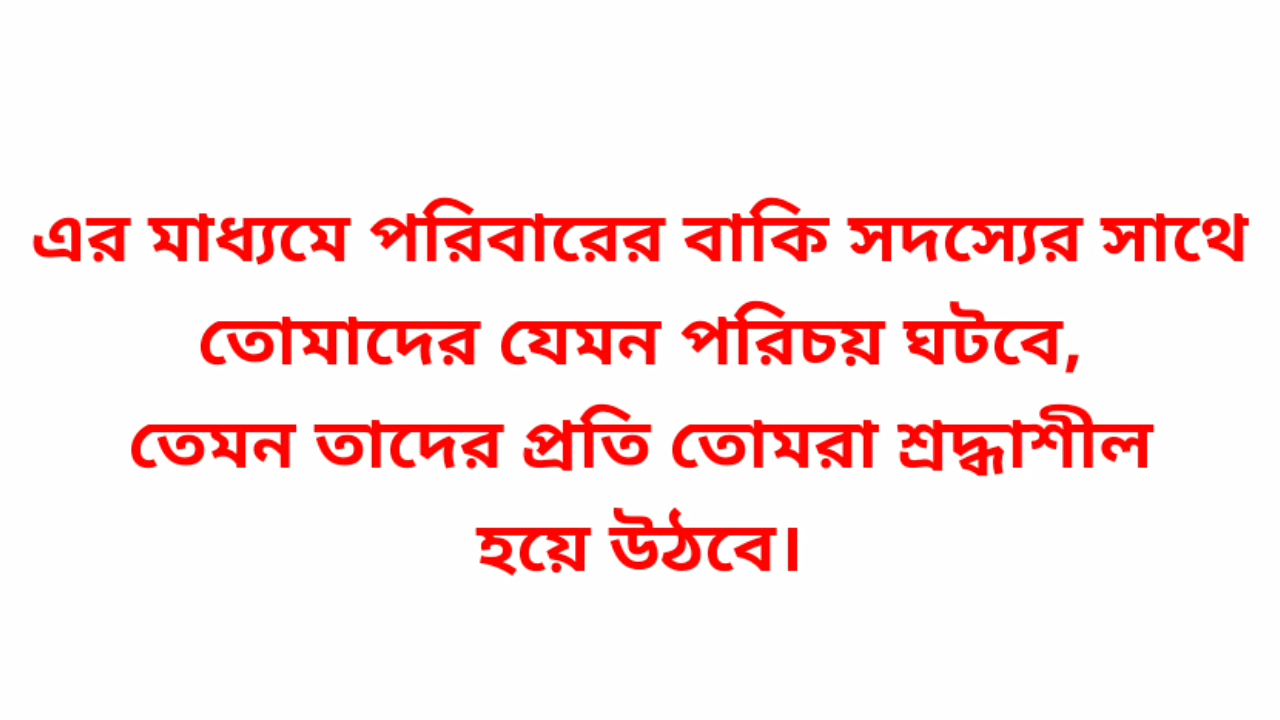 এর মাধ্যমে পরিবারের বাকি সদস্যের সাথে
তোমাদের যেমন পরিচয় ঘটবে,
তেমন তাদের প্রতি তোমরা শ্রদ্ধাশীল
হয়ে উঠবে।